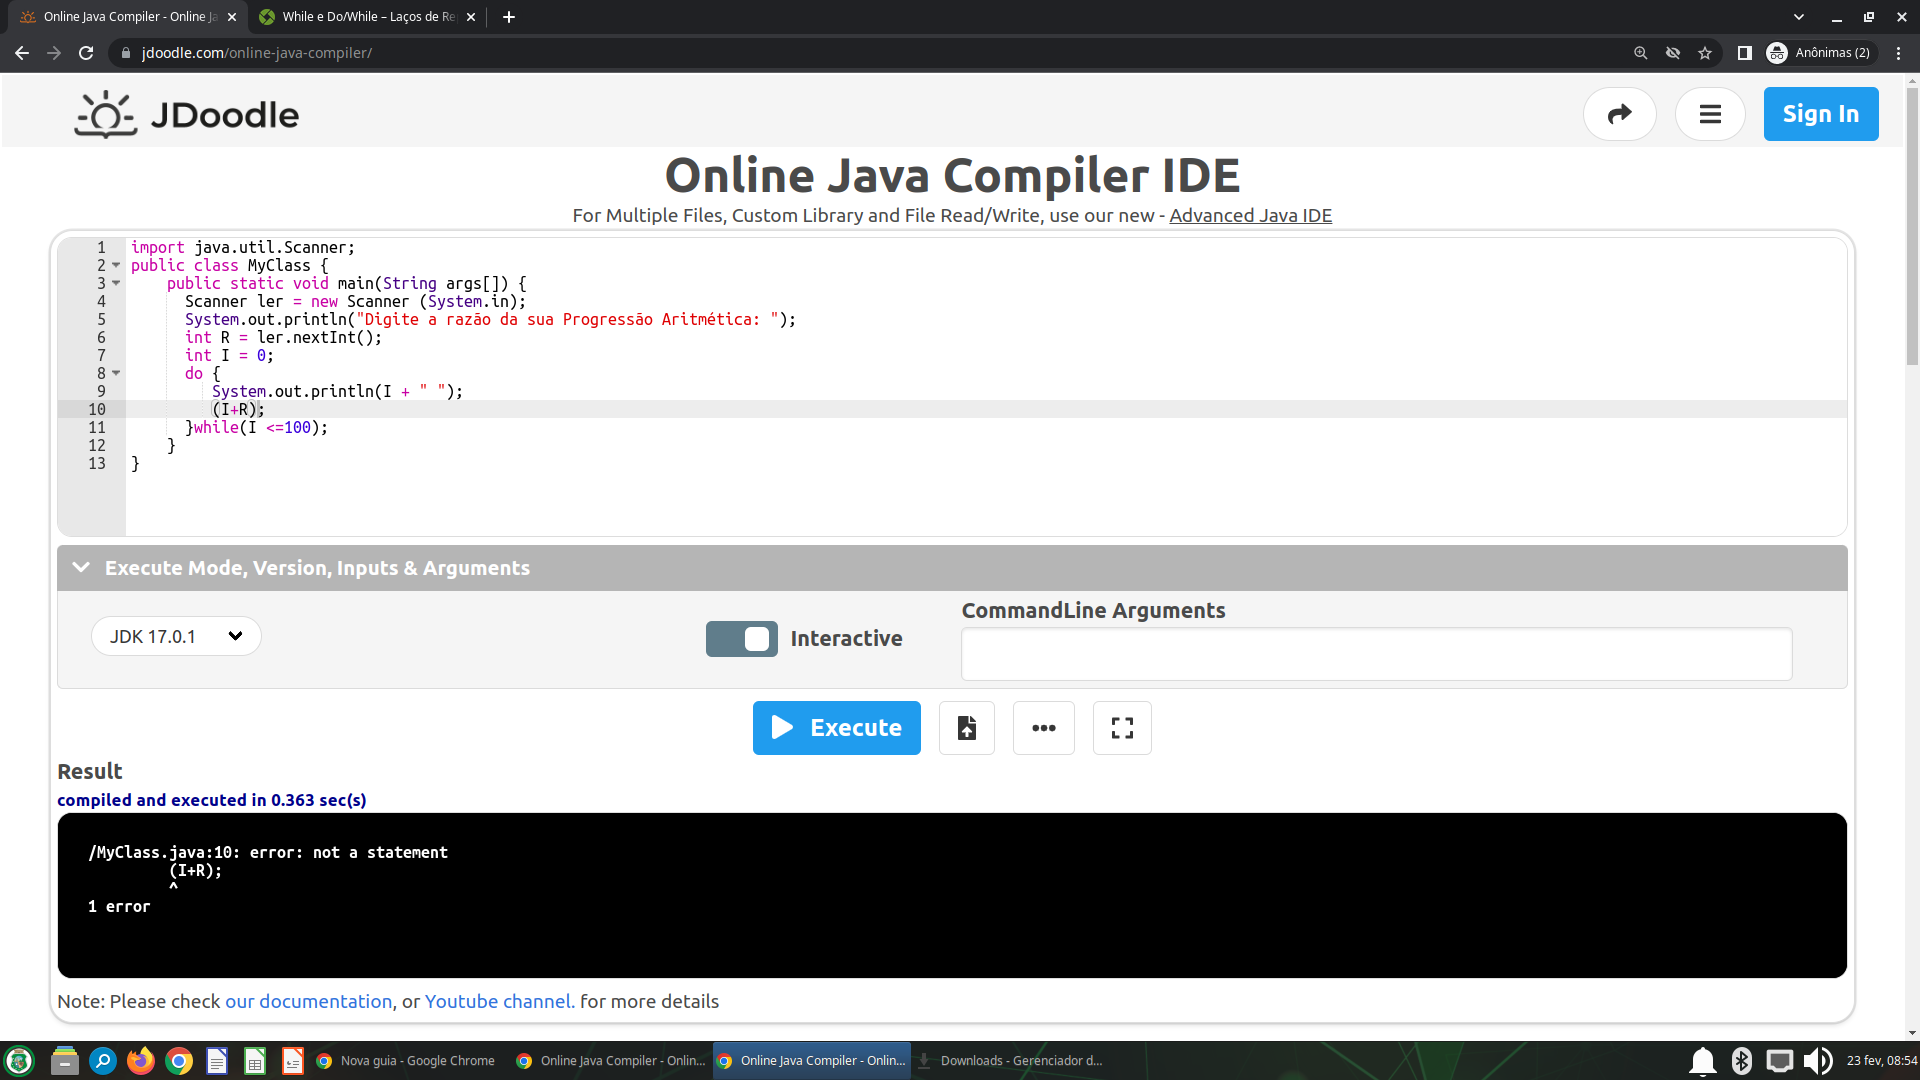 Online Java Compiler - Online Ja
While e Do/While – Laços de Re
jdoodle.com/online-java-compiler/
Anônimas (2)
JDoodle
Sign In
Online Java Compiler IDE
For Multiple Files, Custom Library and File Read/Write, use our new - Advanced Java IDE
1 import java.util.Scanner;
2 public class MyClass {
3 public static void main(String args[]) {
4 Scanner ler = new Scanner (System.in);
5 System.out.println("Digite a razão da sua Progressão Aritmética: ");
6 int R = ler.nextInt();
7 int I = 0;
8 do {
9 System.out.println(I + " ");
10 (I+R);
11 }while(I <=100);
12 }
13 }
Execute Mode, Version, Inputs & Arguments
CommandLine Arguments
JDK 17.0.1
Interactive
Execute
Result
compiled and executed in 0.363 sec(s)
/MyClass.java:10: error: not a statement
(I+R);
^
1 error
Note: Please check our documentation, or Youtube channel. for more details
Nova guia - Google Chrome
Online Java Compiler - Onlin...
Online Java Compiler - Onlin...
Downloads - Gerenciador d...
23 fev, 08:54